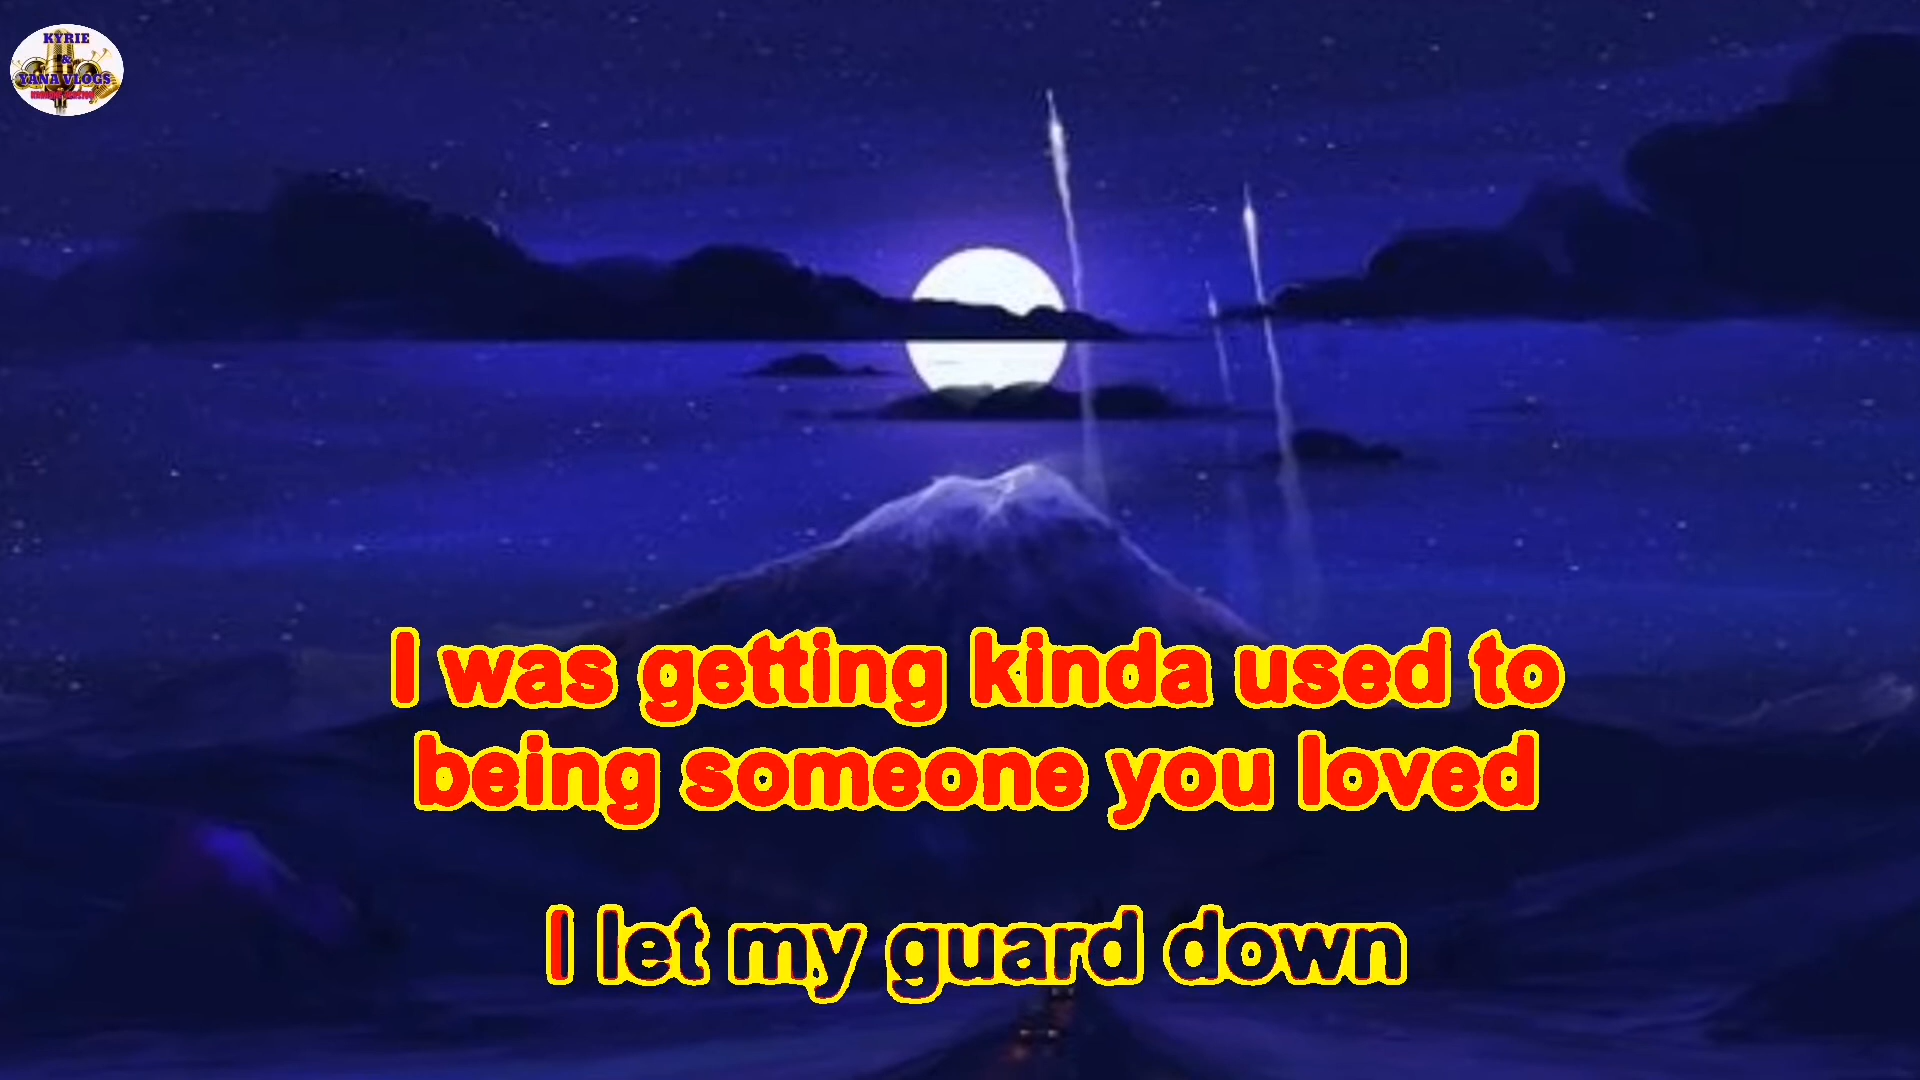 KYRIE
&
YANA VLOGS
I was getting kinda used to
being someone you loved
I let my guard down